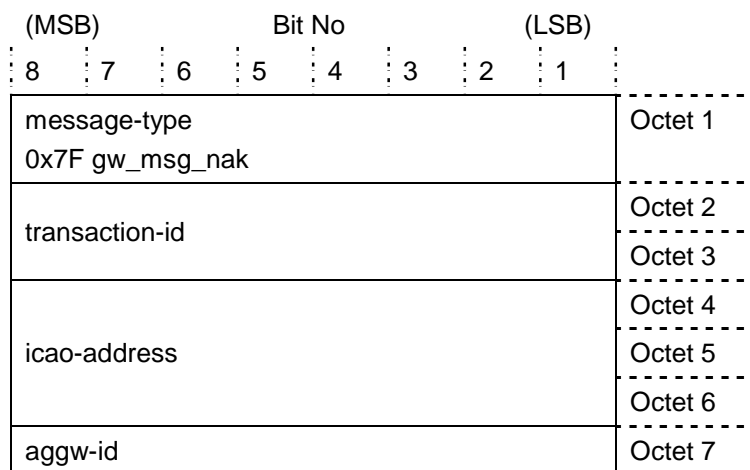 (MSB) Bit No (LSB)
8 7 6 5 4 3 2 1
message-type Octet 1
0x7F gw_msg_nak
transaction-id
Octet 2
Octet 3
icao-address
Octet 4
Octet 5
Octet 6
aggw-id Octet 7